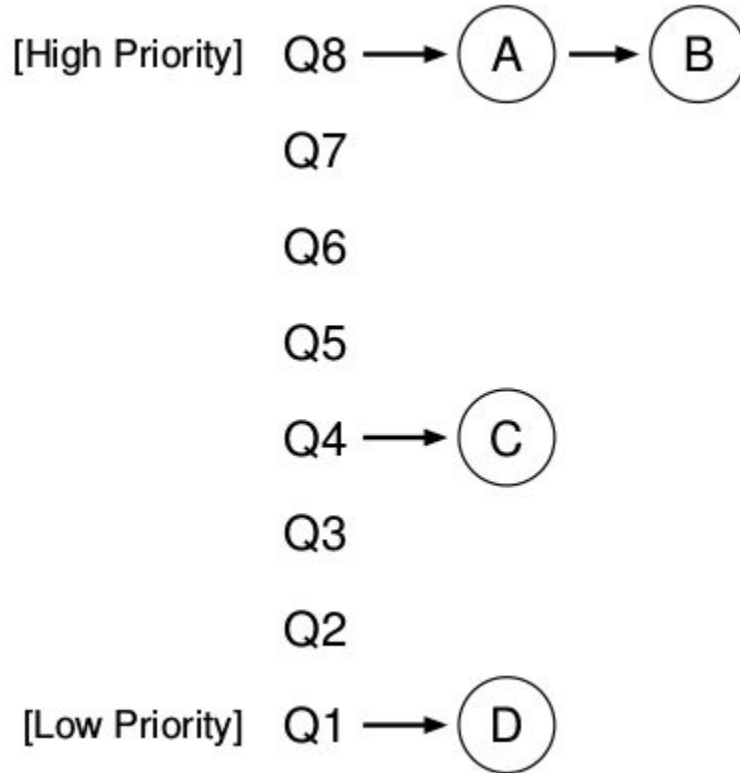 [High Priority] Q8 A B
Q7
Q6
Q5
Q4 C
Q3
Q2
[Low Priority] Q1 D